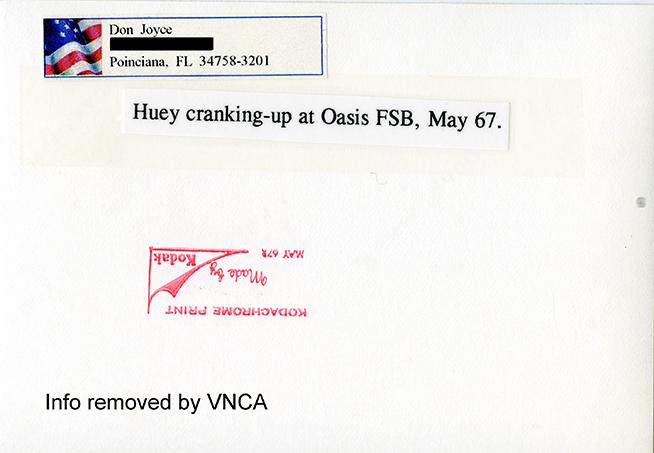 Don Joyce
Poinciana, FL 34758-3201
Huey cranking-up at Oasis FSB, May 67.
KODACHROME PRINT
Made by
Kodak
MAY 67R
Info removed by VNCA